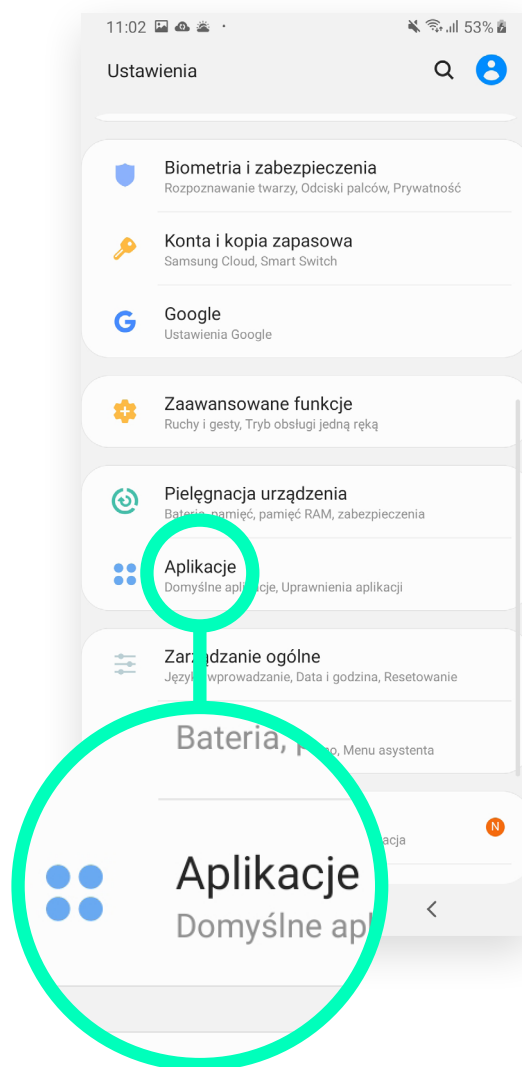 11:02 53%
Ustawienia
Biometria i zabezpieczenia
Rozpoznawanie twarzy, Odciski palców, Prywatność
Konta i kopia zapasowa
Samsung Cloud, Smart Switch
G Google
Ustawienia Google
Zaawansowane funkcje
Ruchy i gesty, Tryb obsługi jedną ręką
Pielęgnacja urządzenia
Bateria, pamięć, pamięć RAM, zabezpieczenia
Aplikacje
Domyślne aplikacje, Uprawnienia aplikacji
Zarządzanie ogólne
Język i wprowadzanie, Data i godzina, Resetowanie
Bateria, Menu asystenta
N
Aplikacje
Domyślne apl